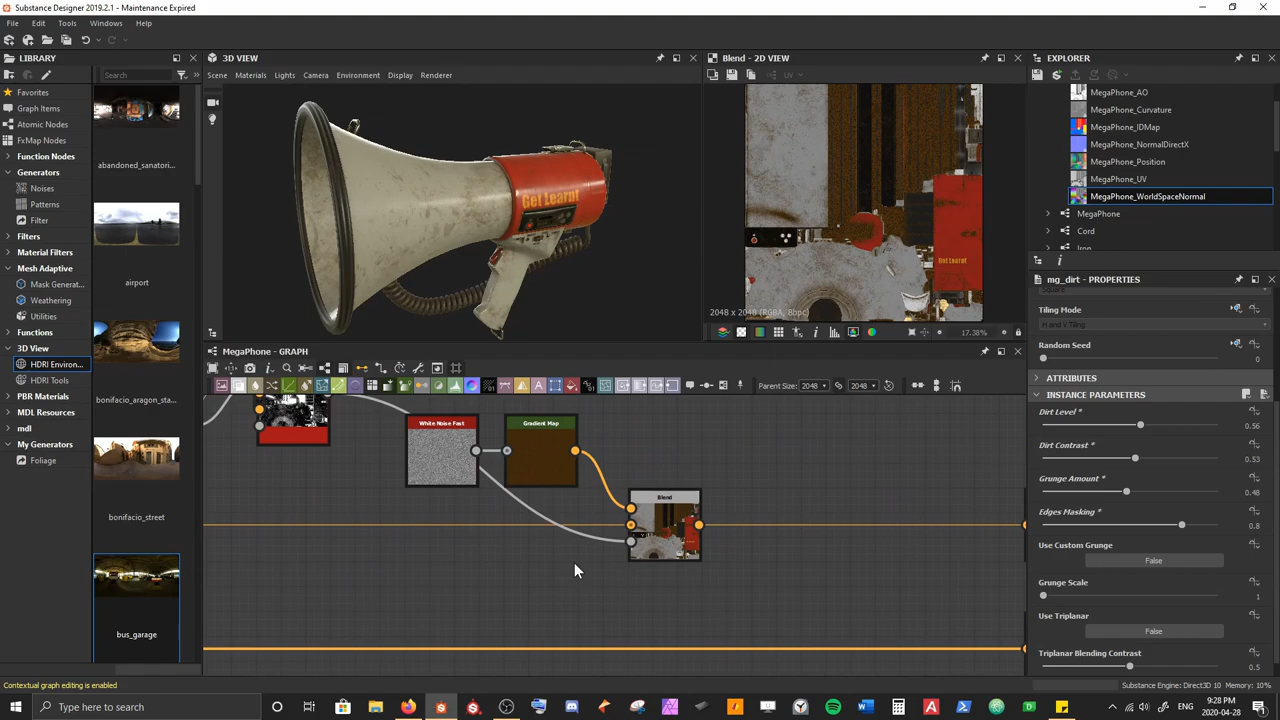 Substance Designer 2019.2.1 - Maintenance Expired
File Edit Tools Windows Help
LIBRARY
Search
Favorites
Graph Items
Atomic Nodes
FxMap Nodes
Function Nodes
Generators
Noises
Patterns
Filter
Filters
Material Filters
Mesh Adaptive
Mask Generat...
Weathering
Utilities
Functions
3D View
HDRI Environ...
HDRI Tools
PBR Materials
MDL Resources
mdl
My Generators
Foliage
abandoned_sanatori...
airport
bonifacio_aragon_sta...
bonifacio_street
bus_garage
3D VIEW
Scene Materials Lights Camera Environment Display Renderer
Get Learnt
Blend - 2D VIEW
UV
Get Learnt
2048 x 2048 (RGBA, 8bpc)
17.38%
MegaPhone - GRAPH
Parent Size: 2048 2048
White Noise Fast
Gradient Map
Blend
EXPLORER
MegaPhone_AO
MegaPhone_Curvature
MegaPhone_IDMap
MegaPhone_NormalDirectX
MegaPhone_Position
MegaPhone_UV
MegaPhone_WorldSpaceNormal
MegaPhone
Cord
Iron
mg_dirt - PROPERTIES
Tiling Mode
H and V Tiling
Random Seed
0
ATTRIBUTES
INSTANCE PARAMETERS
Dirt Level *
0.56
Dirt Contrast *
0.53
Grunge Amount *
0.48
Edges Masking *
0.8
Use Custom Grunge
False
Grunge Scale
1
Use Triplanar
False
Triplanar Blending Contrast
0.5
Contextual graph editing is enabled
Substance Engine: Direct3D 10 Memory: 10%
Type here to search
ENG
9:28 PM
2020-04-28